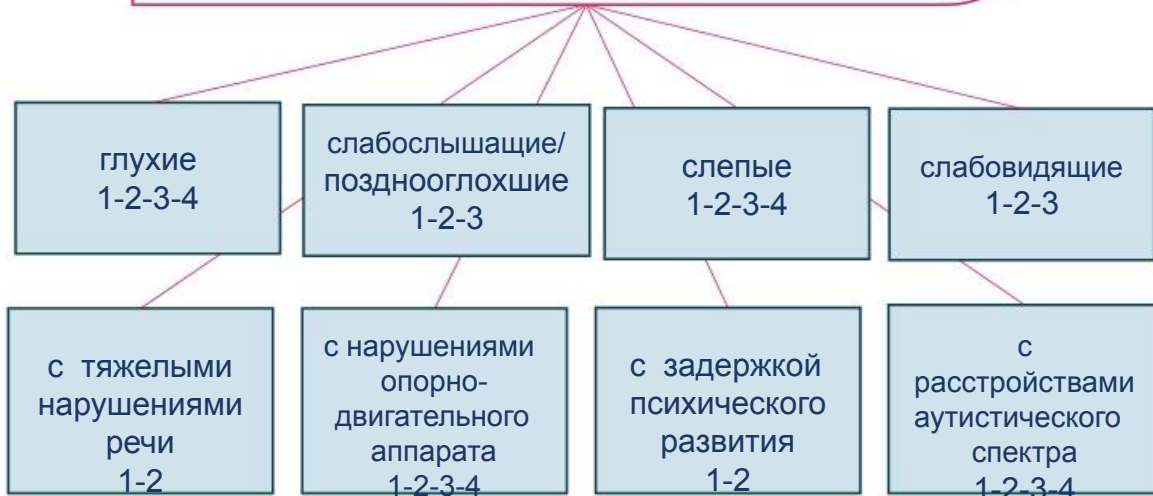 глухие
1-2-3-4
слабослышащие/
позднооглохшие
1-2-3
слепые
1-2-3-4
слабовидящие
1-2-3
с тяжелыми
нарушениями
речи
1-2
с нарушениями
опорно-
двигательного
аппарата
1-2-3-4
с задержкой
психического
развития
1-2
с
расстройствами
аутистического
спектра
1-2-3-4